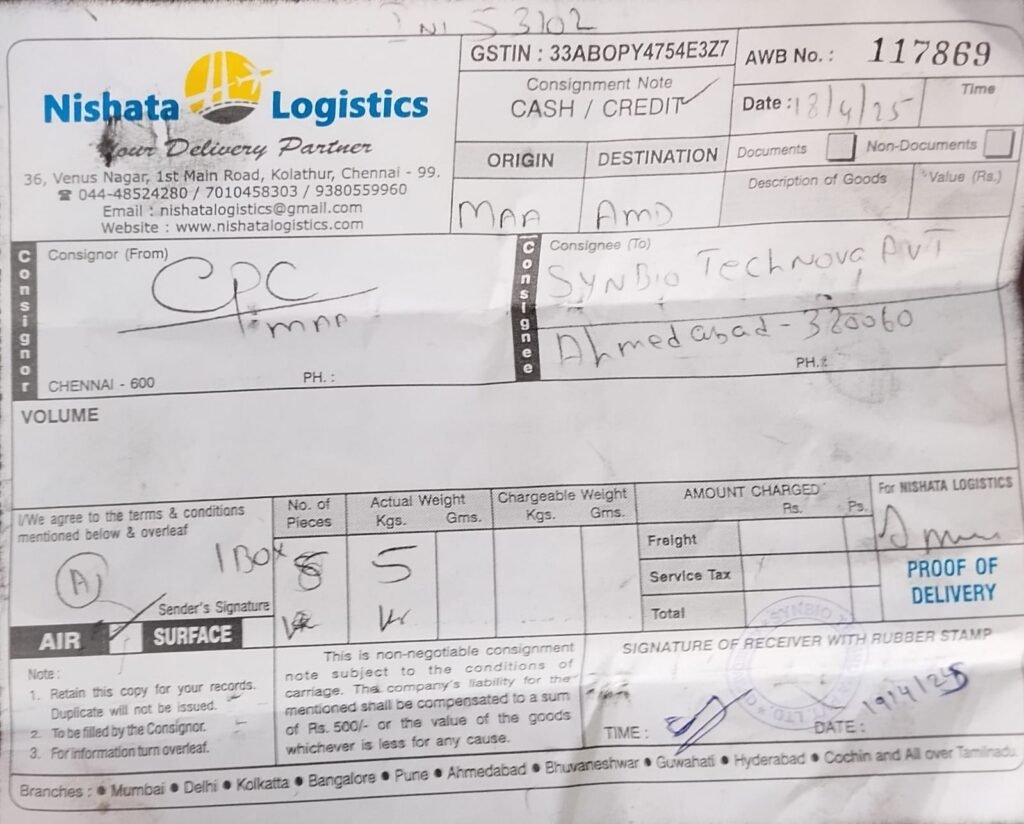 INI 53102
Nishata Logistics
Your Delivery Partner
36, Venus Nagar, 1st Main Road, Kolathur, Chennai - 99.
☎ 044-48524280 / 7010458303 / 9380559960
Email : nishatalogistics@gmail.com
Website : www.nishatalogistics.com
GSTIN : 33ABOPY4754E3Z7
Consignment Note
CASH / CREDIT ✓
AWB No. : 117869
Date : 18/4/25
Time
ORIGIN
DESTINATION
MAA
AMD
Documents
Non-Documents
Description of Goods
Value (Rs.)
Consignor
Consignor (From)
CPC
MAA
CHENNAI - 600
PH. :
Consignee
Consignee (To)
SYNBIO TECHNOVA PVT
Ahmedabad - 380060
PH. :
VOLUME
I/We agree to the terms & conditions
mentioned below & overleaf
A
Sender's Signature
AIR ✓ SURFACE
No. of
Pieces
Actual Weight
Kgs. Gms.
Chargeable Weight
Kgs. Gms.
1 BOX
5
AMOUNT CHARGED
Rs. Ps.
Freight
Service Tax
Total
For NISHATA LOGISTICS
PROOF OF
DELIVERY
Note :
1. Retain this copy for your records.
Duplicate will not be issued.
2. To be filled by the Consignor.
3. For information turn overleaf.
This is non-negotiable consignment
note subject to the conditions of
carriage. The company's liability for the
mentioned shall be compensated to a sum
of Rs. 500/- or the value of the goods
whichever is less for any cause.
SIGNATURE OF RECEIVER WITH RUBBER STAMP
SYNBIO
LTD.
TIME :
DATE : 19/4/25
Branches : ● Mumbai ● Delhi ● Kolkatta ● Bangalore ● Pune ● Ahmedabad ● Bhuvaneshwar ● Guwahati ● Hyderabad ● Cochin and All over Tamilnadu